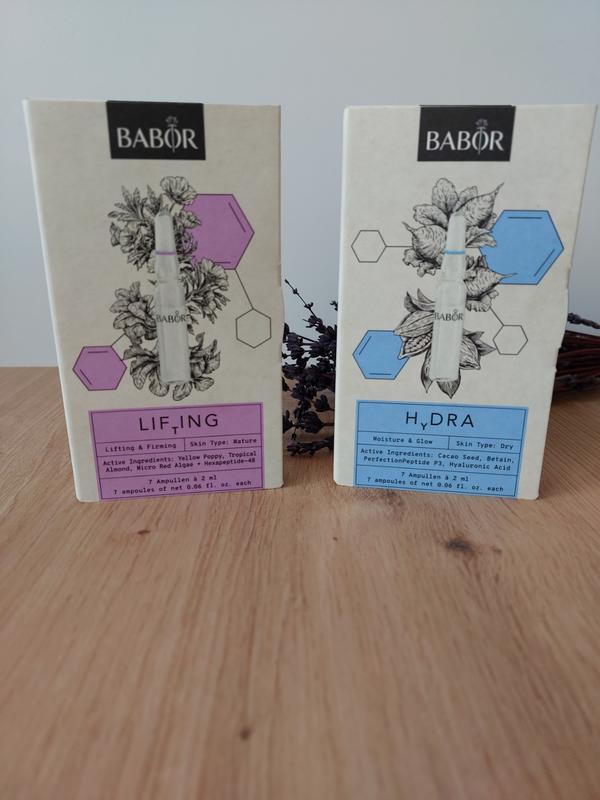 BABOR
BABOR
LIFTING
Lifting & Firming
Skin Type: Mature
Active Ingredients: Yellow Poppy, Tropical
Almond, Micro Red Algae + Hexapeptide-48
7 Ampullen à 2 ml
7 ampoules of net 0.06 fl. oz. each
BABOR
BABOR
HYDRA
Moisture & Glow
Skin Type: Dry
Active Ingredients: Cacao Seed, Betain,
PerfectionPeptide P3, Hyaluronic Acid
7 Ampullen à 2 ml
7 ampoules of net 0.06 fl. oz. each